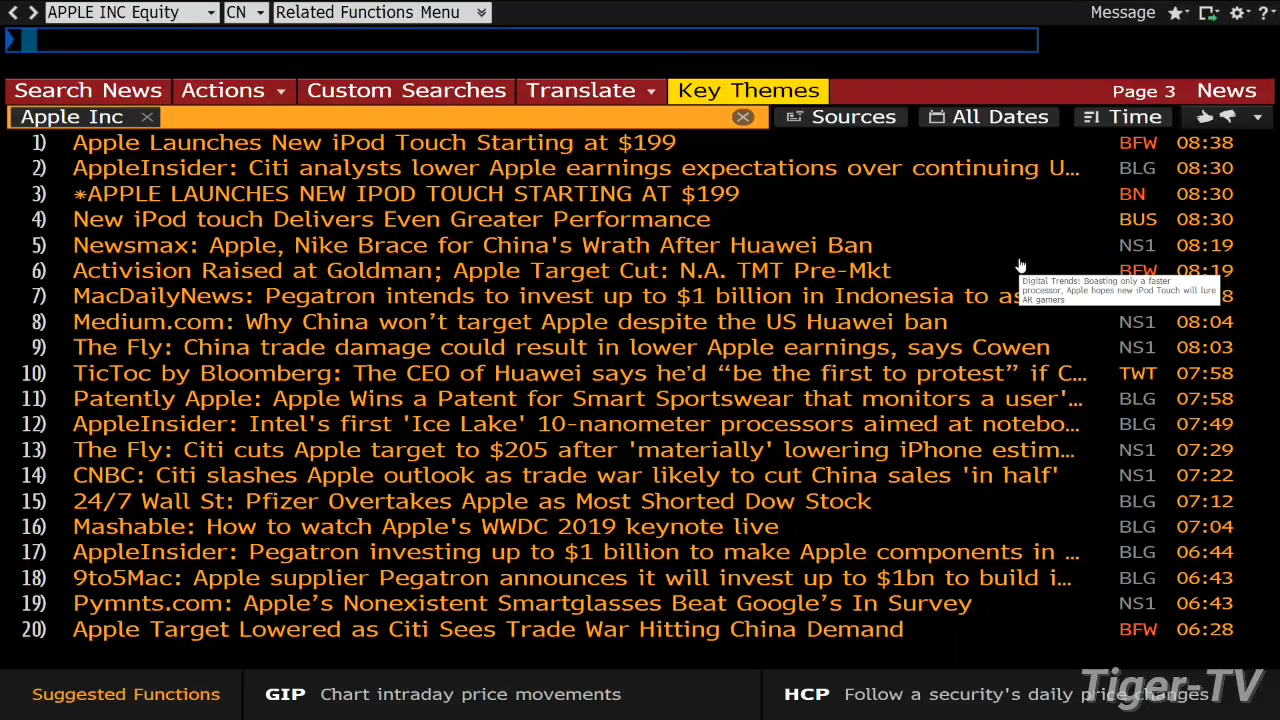 APPLE INC Equity CN Related Functions Menu Message
Search News Actions Custom Searches Translate Key Themes Page 3 News
Apple Inc Sources All Dates Time
1) Apple Launches New iPod Touch Starting at $199 BFW 08:38
2) AppleInsider: Citi analysts lower Apple earnings expectations over continuing U... BLG 08:30
3) *APPLE LAUNCHES NEW IPOD TOUCH STARTING AT $199 BN 08:30
4) New iPod touch Delivers Even Greater Performance BUS 08:30
5) Newsmax: Apple, Nike Brace for China's Wrath After Huawei Ban NS1 08:19
6) Activision Raised at Goldman; Apple Target Cut: N.A. TMT Pre-Mkt BFW 08:19
Digital Trends: Boasting only a faster
processor, Apple hopes new iPod Touch will lure
AR gamers
7) MacDailyNews: Pegatron intends to invest up to $1 billion in Indonesia to as 8
8) Medium.com: Why China won’t target Apple despite the US Huawei ban NS1 08:04
9) The Fly: China trade damage could result in lower Apple earnings, says Cowen NS1 08:03
10) TicToc by Bloomberg: The CEO of Huawei says he’d “be the first to protest” if C... TWT 07:58
11) Patently Apple: Apple Wins a Patent for Smart Sportswear that monitors a user'... BLG 07:58
12) AppleInsider: Intel's first 'Ice Lake' 10-nanometer processors aimed at notebo... BLG 07:49
13) The Fly: Citi cuts Apple target to $205 after 'materially' lowering iPhone estim... NS1 07:29
14) CNBC: Citi slashes Apple outlook as trade war likely to cut China sales 'in half' NS1 07:22
15) 24/7 Wall St: Pfizer Overtakes Apple as Most Shorted Dow Stock BLG 07:12
16) Mashable: How to watch Apple's WWDC 2019 keynote live BLG 07:04
17) AppleInsider: Pegatron investing up to $1 billion to make Apple components in ... BLG 06:44
18) 9to5Mac: Apple supplier Pegatron announces it will invest up to $1bn to build i... BLG 06:43
19) Pymnts.com: Apple’s Nonexistent Smartglasses Beat Google’s In Survey NS1 06:43
20) Apple Target Lowered as Citi Sees Trade War Hitting China Demand BFW 06:28
Suggested Functions GIP Chart intraday price movements HCP Follow a security's daily price changes
Tiger-TV